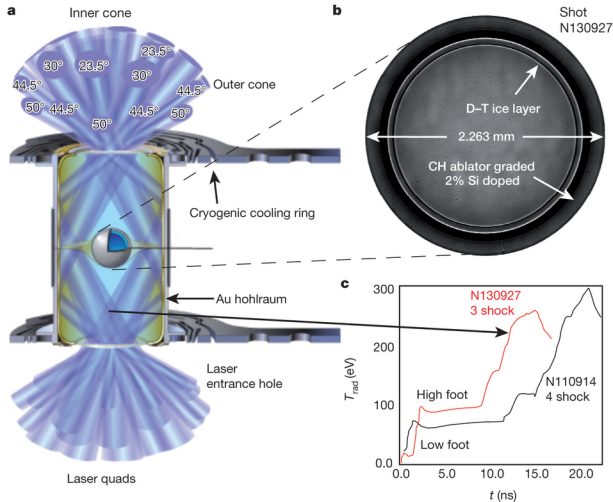 a
Inner cone
23.5°
30°
23.5°
30°
44.5°
44.5°
50°
44.5°
44.5°
50°
50°
Outer cone
Cryogenic cooling ring
Au hohlraum
Laser
entrance hole
Laser quads
b
Shot
N130927
D–T ice layer
2.263 mm
CH ablator graded
2% Si doped
c
300
200
100
0.0
T rad (eV)
N130927
3 shock
N110914
4 shock
High foot
Low foot
0.0
5.0
10.0
15.0
20.0
t (ns)